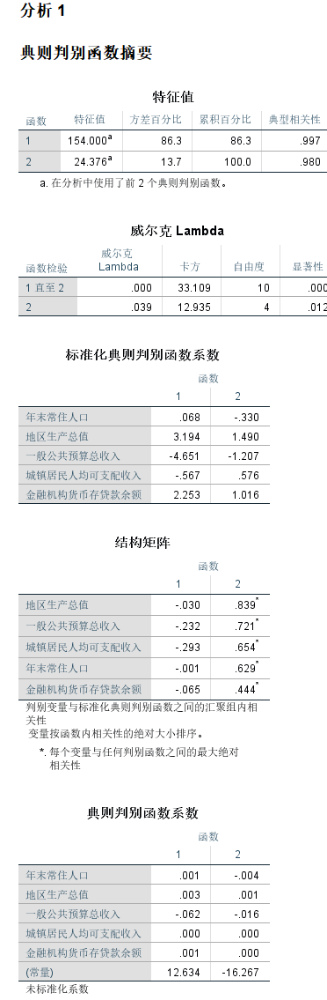 分析 1
典则判别函数摘要
特征值
函数 特征值 方差百分比 累积百分比 典型相关性
1 154.000a 86.3 86.3 .997
2 24.376a 13.7 100.0 .980
a. 在分析中使用了前 2 个典则判别函数。
威尔克 Lambda
函数检验 威尔克 Lambda 卡方 自由度 显著性
1 直至 2 .000 33.109 10 .000
2 .039 12.935 4 .012
标准化典则判别函数系数
函数
1 2
年末常住人口 .068 -.330
地区生产总值 3.194 1.490
一般公共预算总收入 -4.651 -1.207
城镇居民人均可支配收入 -.567 .576
金融机构货币存贷款余额 2.253 1.016
结构矩阵
函数
1 2
地区生产总值 -.030 .839*
一般公共预算总收入 -.232 .721*
城镇居民人均可支配收入 -.293 .654*
年末常住人口 -.001 .629*
金融机构货币存贷款余额 -.065 .444*
判别变量与标准化典则判别函数之间的汇聚组内相
关性
变量按函数内相关性的绝对大小排序。
*. 每个变量与任何判别函数之间的最大绝对
相关性
典则判别函数系数
函数
1 2
年末常住人口 .001 -.004
地区生产总值 .003 .001
一般公共预算总收入 -.062 -.016
城镇居民人均可支配收入 .000 .000
金融机构货币存贷款余额 .001 .000
(常量) 12.634 -16.267
未标准化系数